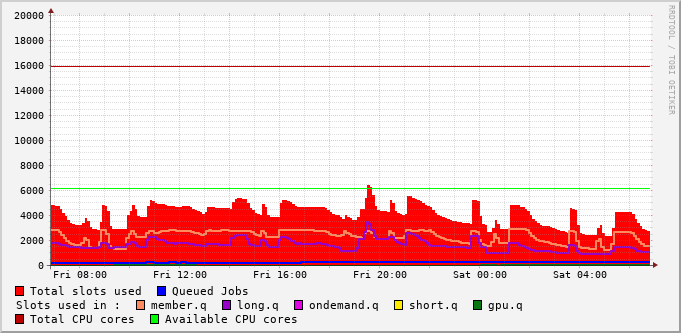 20000
18000
16000
14000
12000
10000
8000
6000
4000
2000
0
Fri 08:00 Fri 12:00 Fri 16:00 Fri 20:00 Sat 00:00 Sat 04:00
RRDTOOL / TOBI OETIKER
Total slots used Queued Jobs
Slots used in : member.q long.q ondemand.q short.q gpu.q
Total CPU cores Available CPU cores